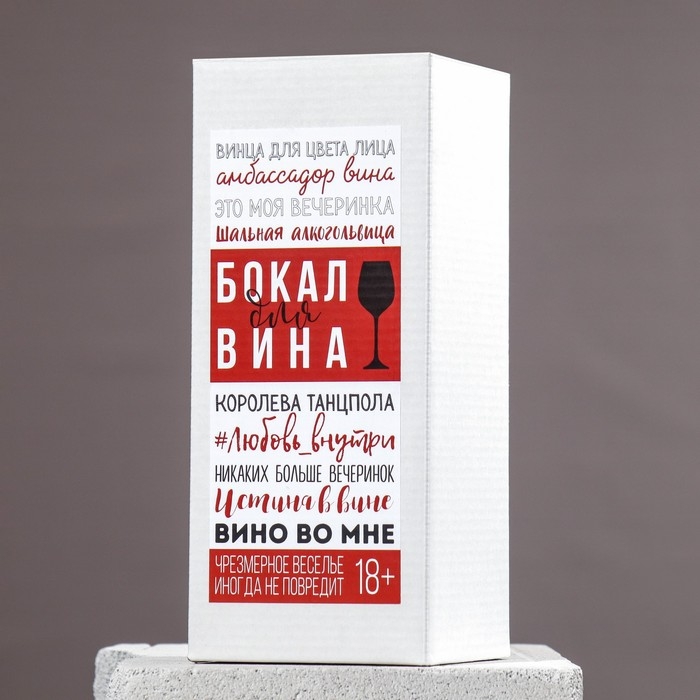 ВИНЦА ДЛЯ ЦВЕТА ЛИЦА
амбассадор вина
ЭТО МОЯ ВЕЧЕРИНКА
Шальная алкогольвица
БОКАЛ
для
ВИНА
КОРОЛЕВА ТАНЦПОЛА
#Любовь_внутри
НИКАКИХ БОЛЬШЕ ВЕЧЕРИНОК
Истина в вине
ВИНО ВО МНЕ
ЧРЕЗМЕРНОЕ ВЕСЕЛЬЕ
ИНОГДА НЕ ПОВРЕДИТ 18+